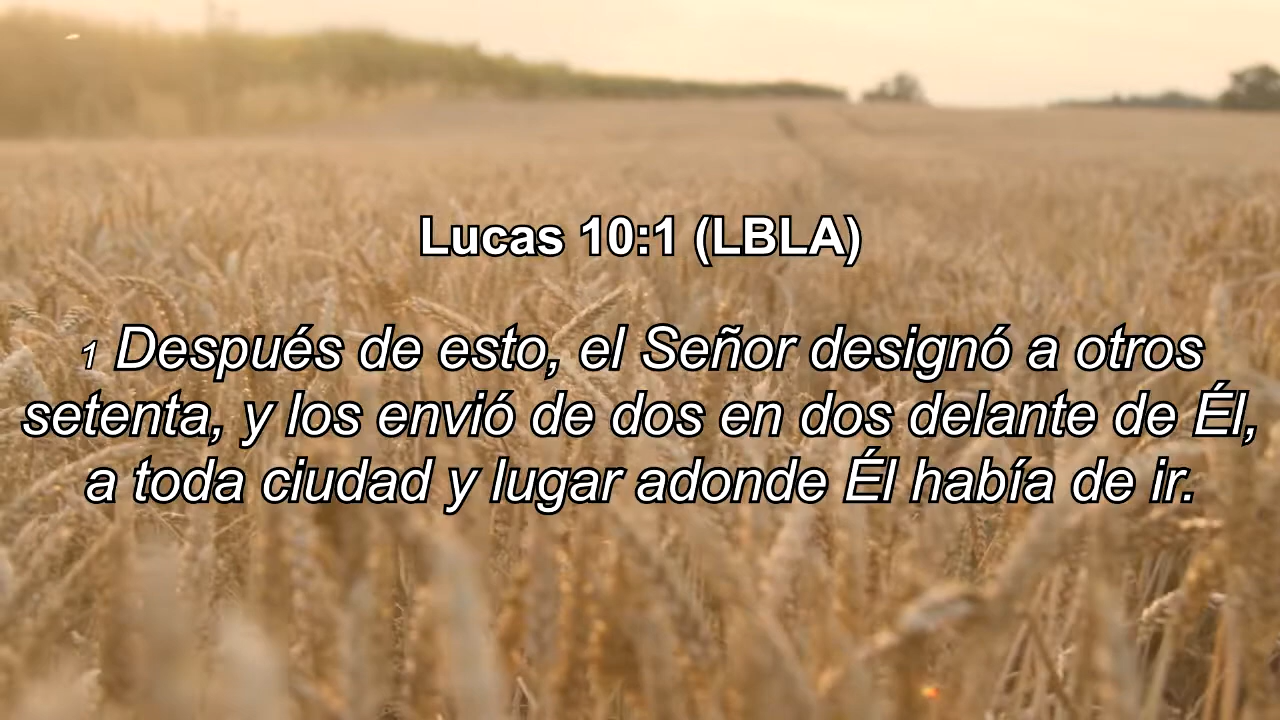 Lucas 10:1 (LBLA)
1 Después de esto, el Señor designó a otros
setenta, y los envió de dos en dos delante de Él,
a toda ciudad y lugar adonde Él había de ir.